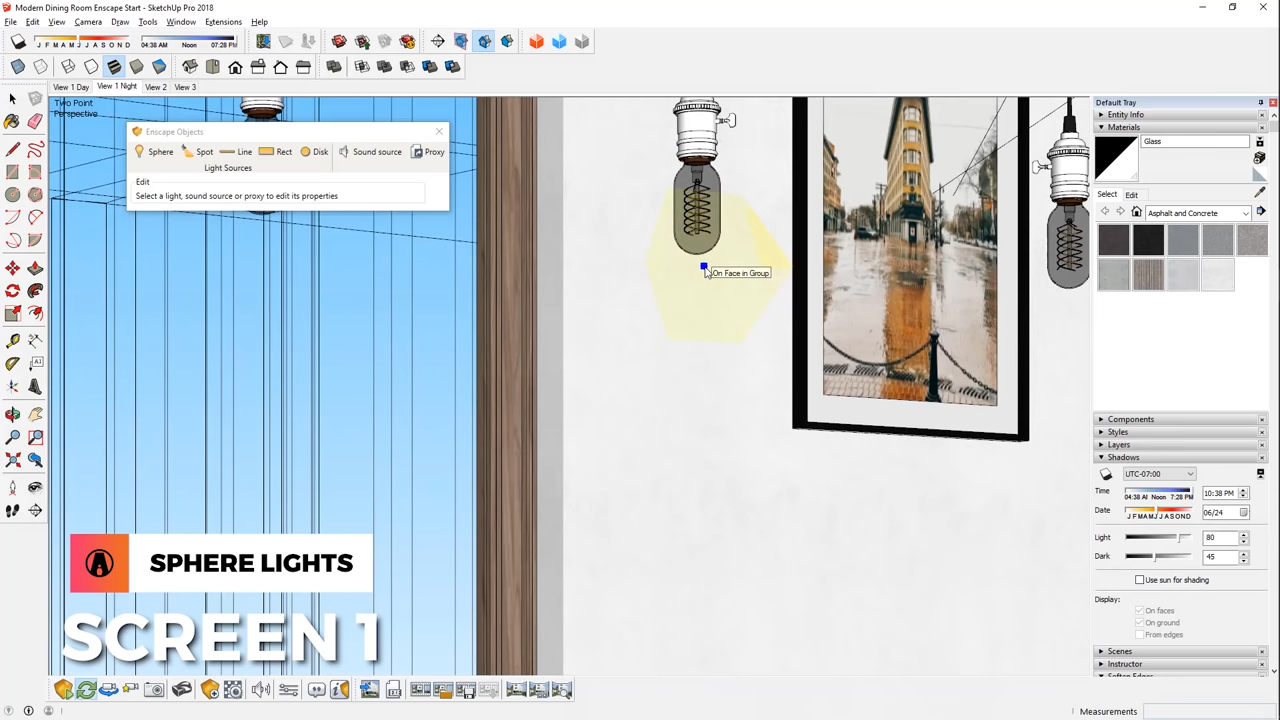 Modern Dining Room Enscape Start - SketchUp Pro 2018
File Edit View Camera Draw Tools Window Extensions Help
J F M A M J J A S O N D 04:38 AM Noon 07:28 PM
View 1 Day View 1 Night View 2 View 3
Two Point
Perspective
Enscape Objects
Sphere Spot Line Rect Disk Sound source Proxy
Light Sources
Edit
Select a light, sound source or proxy to edit its properties
On Face in Group
Default Tray
Entity Info
Materials
Glass
Select Edit
Asphalt and Concrete
Components
Styles
Layers
Shadows
UTC-07:00
Time 04:38 AM Noon 7:28 PM 10:38 PM
Date J F M A M J J A S O N D 06/24
Light 80
Dark 45
Use sun for shading
Display:
On faces
On ground
From edges
Scenes
Instructor
Soften Edges
SPHERE LIGHTS
SCREEN 1
Measurements